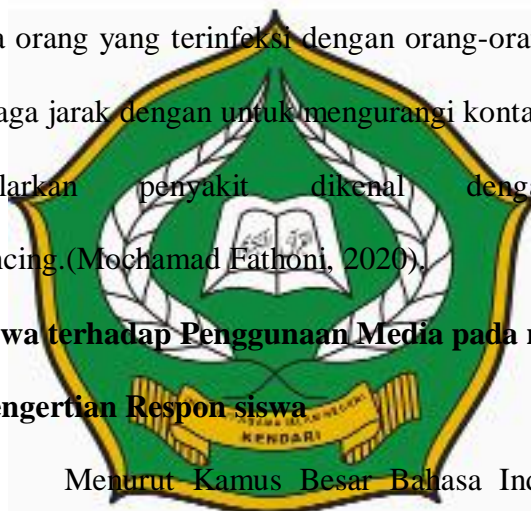 a orang yang terinfeksi dengan orang-ora
aga jarak dengan untuk mengurangi konta
larkan penyakit dikenal denga
ncing.(Mochamad Fathoni, 2020).
wa terhadap Penggunaan Media pada m
engertian Respon siswa
KENDARI
Menurut Kamus Besar Bahasa Ind